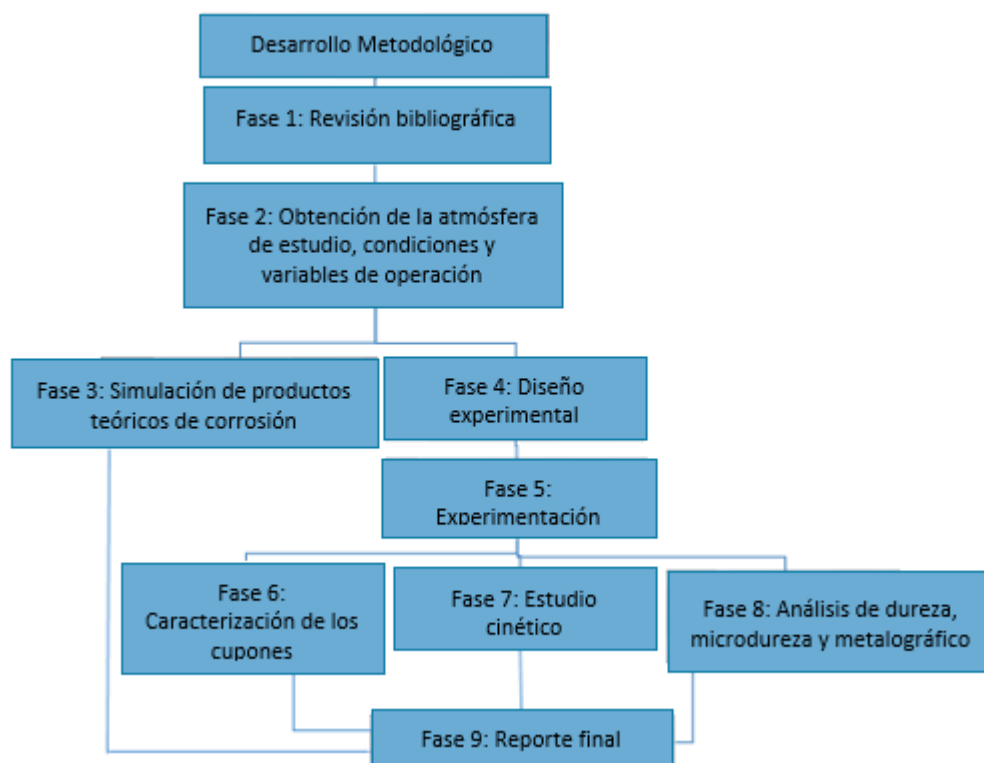 Desarrollo Metodológico
Fase 1: Revisión bibliográfica
Fase 2: Obtención de la atmósfera
de estudio, condiciones y
variables de operación
Fase 3: Simulación de productos
teóricos de corrosión
Fase 4: Diseño
experimental
Fase 5:
Experimentación
Fase 6:
Caracterización de los
cupones
Fase 7: Estudio
cinético
Fase 8: Análisis de dureza,
microdureza y metalográfico
Fase 9: Reporte final